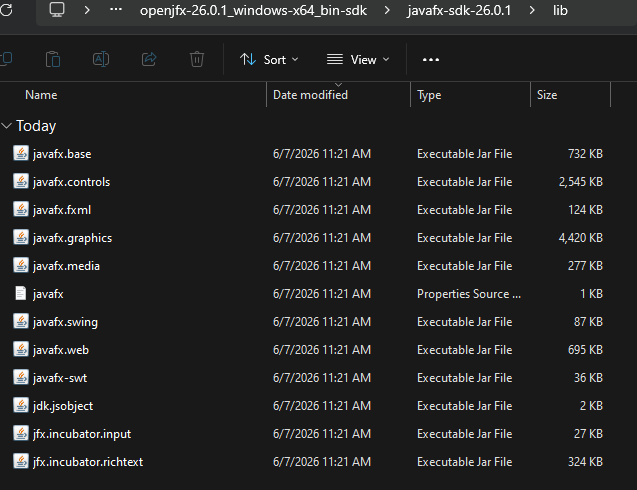 openjfx-26.0.1_windows-x64_bin-sdk > javafx-sdk-26.0.1 > lib
Sort View
Name Date modified Type Size
Today
javafx.base 6/7/2026 11:21 AM Executable Jar File 732 KB
javafx.controls 6/7/2026 11:21 AM Executable Jar File 2,545 KB
javafx.fxml 6/7/2026 11:21 AM Executable Jar File 124 KB
javafx.graphics 6/7/2026 11:21 AM Executable Jar File 4,420 KB
javafx.media 6/7/2026 11:21 AM Executable Jar File 277 KB
javafx 6/7/2026 11:21 AM Properties Source ... 1 KB
javafx.swing 6/7/2026 11:21 AM Executable Jar File 87 KB
javafx.web 6/7/2026 11:21 AM Executable Jar File 695 KB
javafx-swt 6/7/2026 11:21 AM Executable Jar File 36 KB
jdk.jsobject 6/7/2026 11:21 AM Executable Jar File 2 KB
jfx.incubator.input 6/7/2026 11:21 AM Executable Jar File 27 KB
jfx.incubator.richtext 6/7/2026 11:21 AM Executable Jar File 324 KB